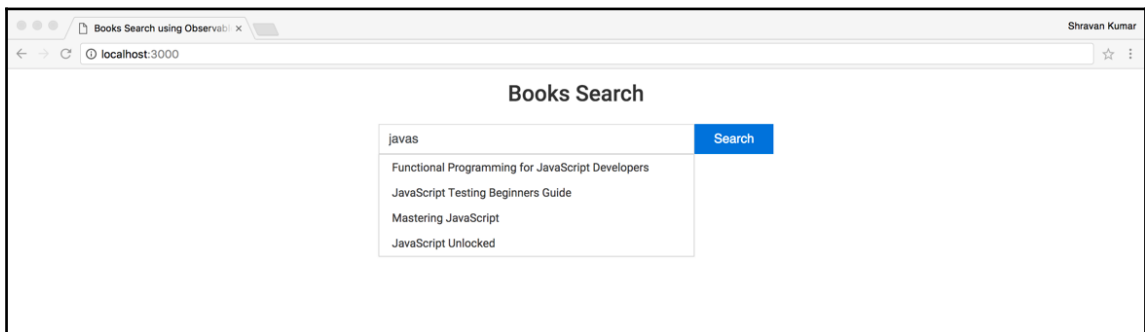 Books Search using Observabl
Shravan Kumar
localhost:3000
Books Search
javas
Search
Functional Programming for JavaScript Developers
JavaScript Testing Beginners Guide
Mastering JavaScript
JavaScript Unlocked